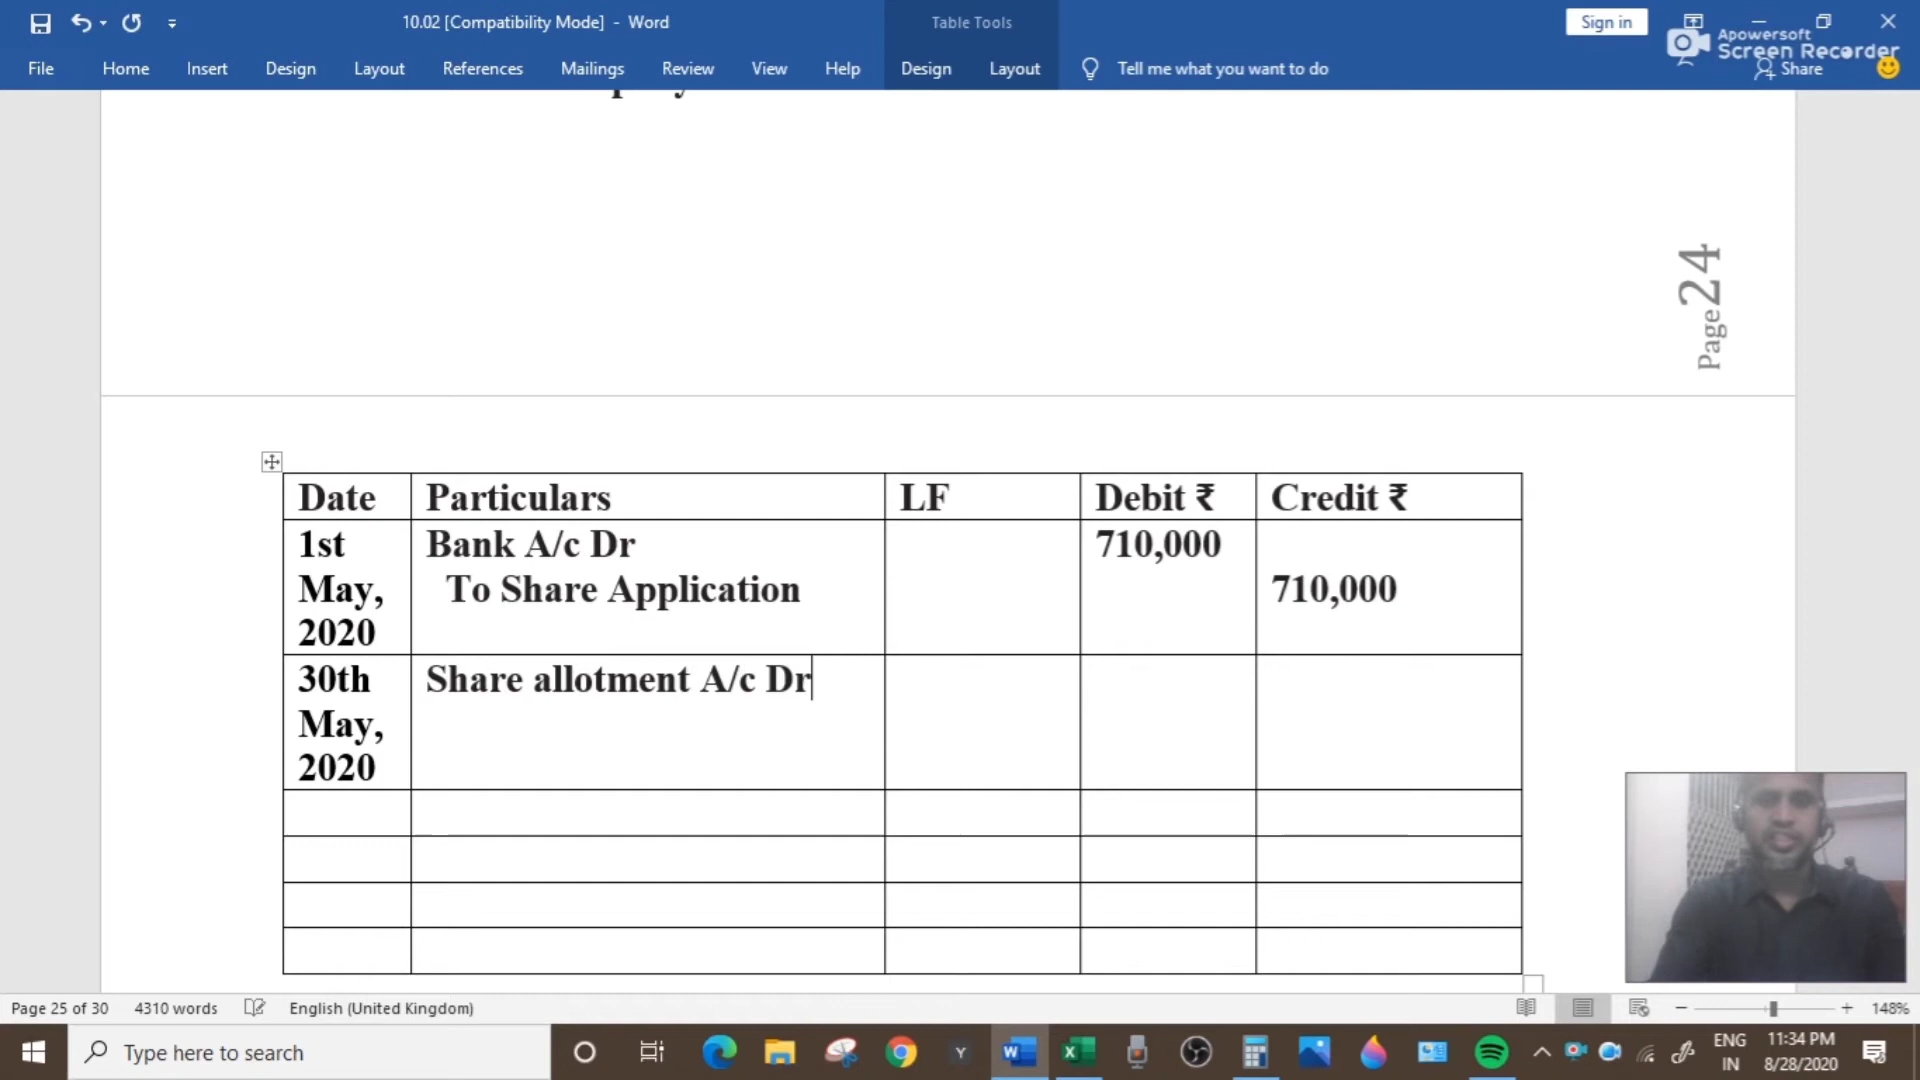 10.02 [Compatibility Mode] - Word
Table Tools
Sign in
Apowersoft
Screen Recorder
File Home Insert Design Layout References Mailings Review View Help Design Layout Tell me what you want to do Share
Page24
Date Particulars LF Debit ₹ Credit ₹
1st Bank A/c Dr 710,000
May, To Share Application 710,000
2020
30th Share allotment A/c Dr
May,
2020
Page 25 of 30 4310 words English (United Kingdom) 148%
Type here to search
ENG 11:34 PM
IN 8/28/2020